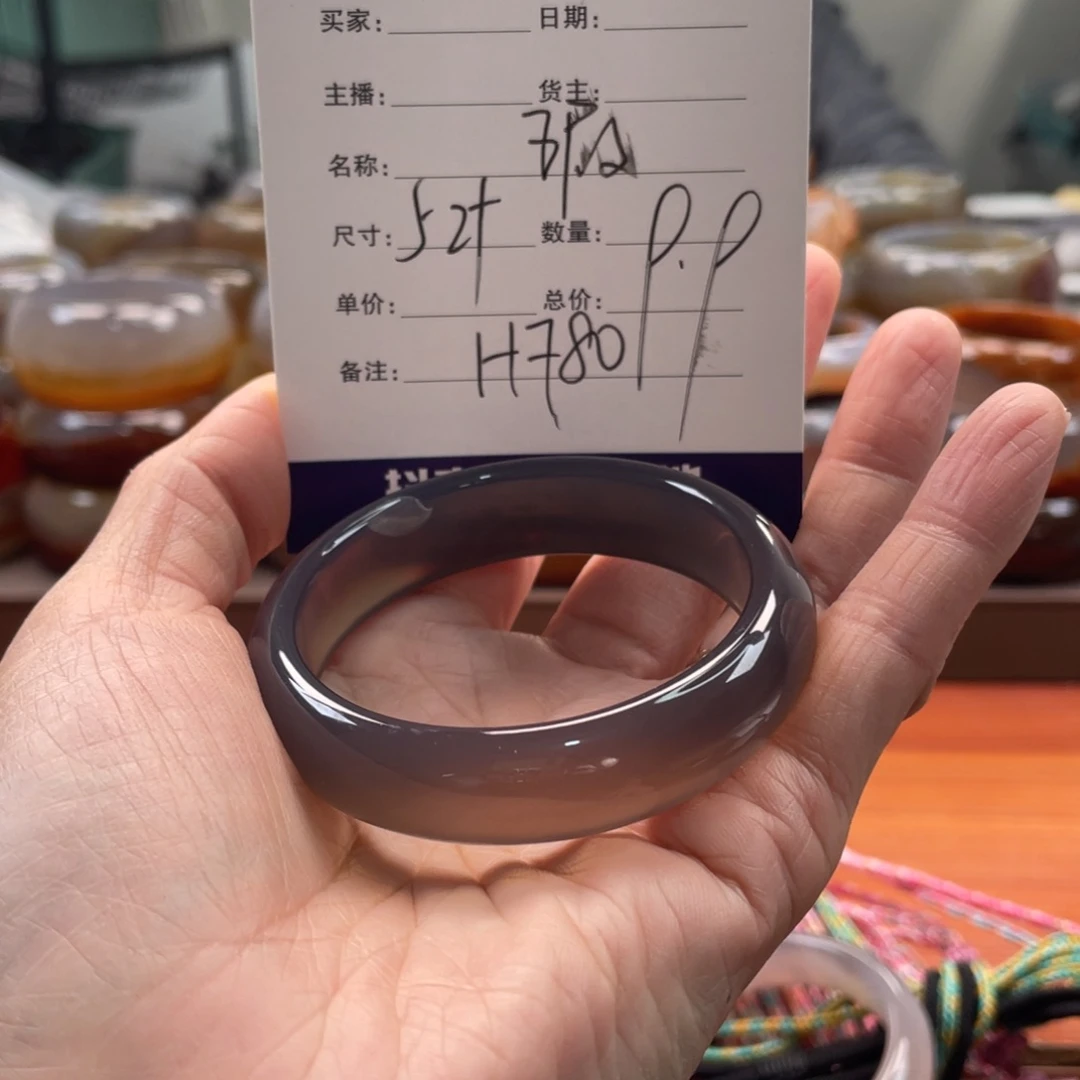 买家: 日期:
主播: 货主:
名称:
尺寸: 52 数量:
单价: 总价:
备注: H780